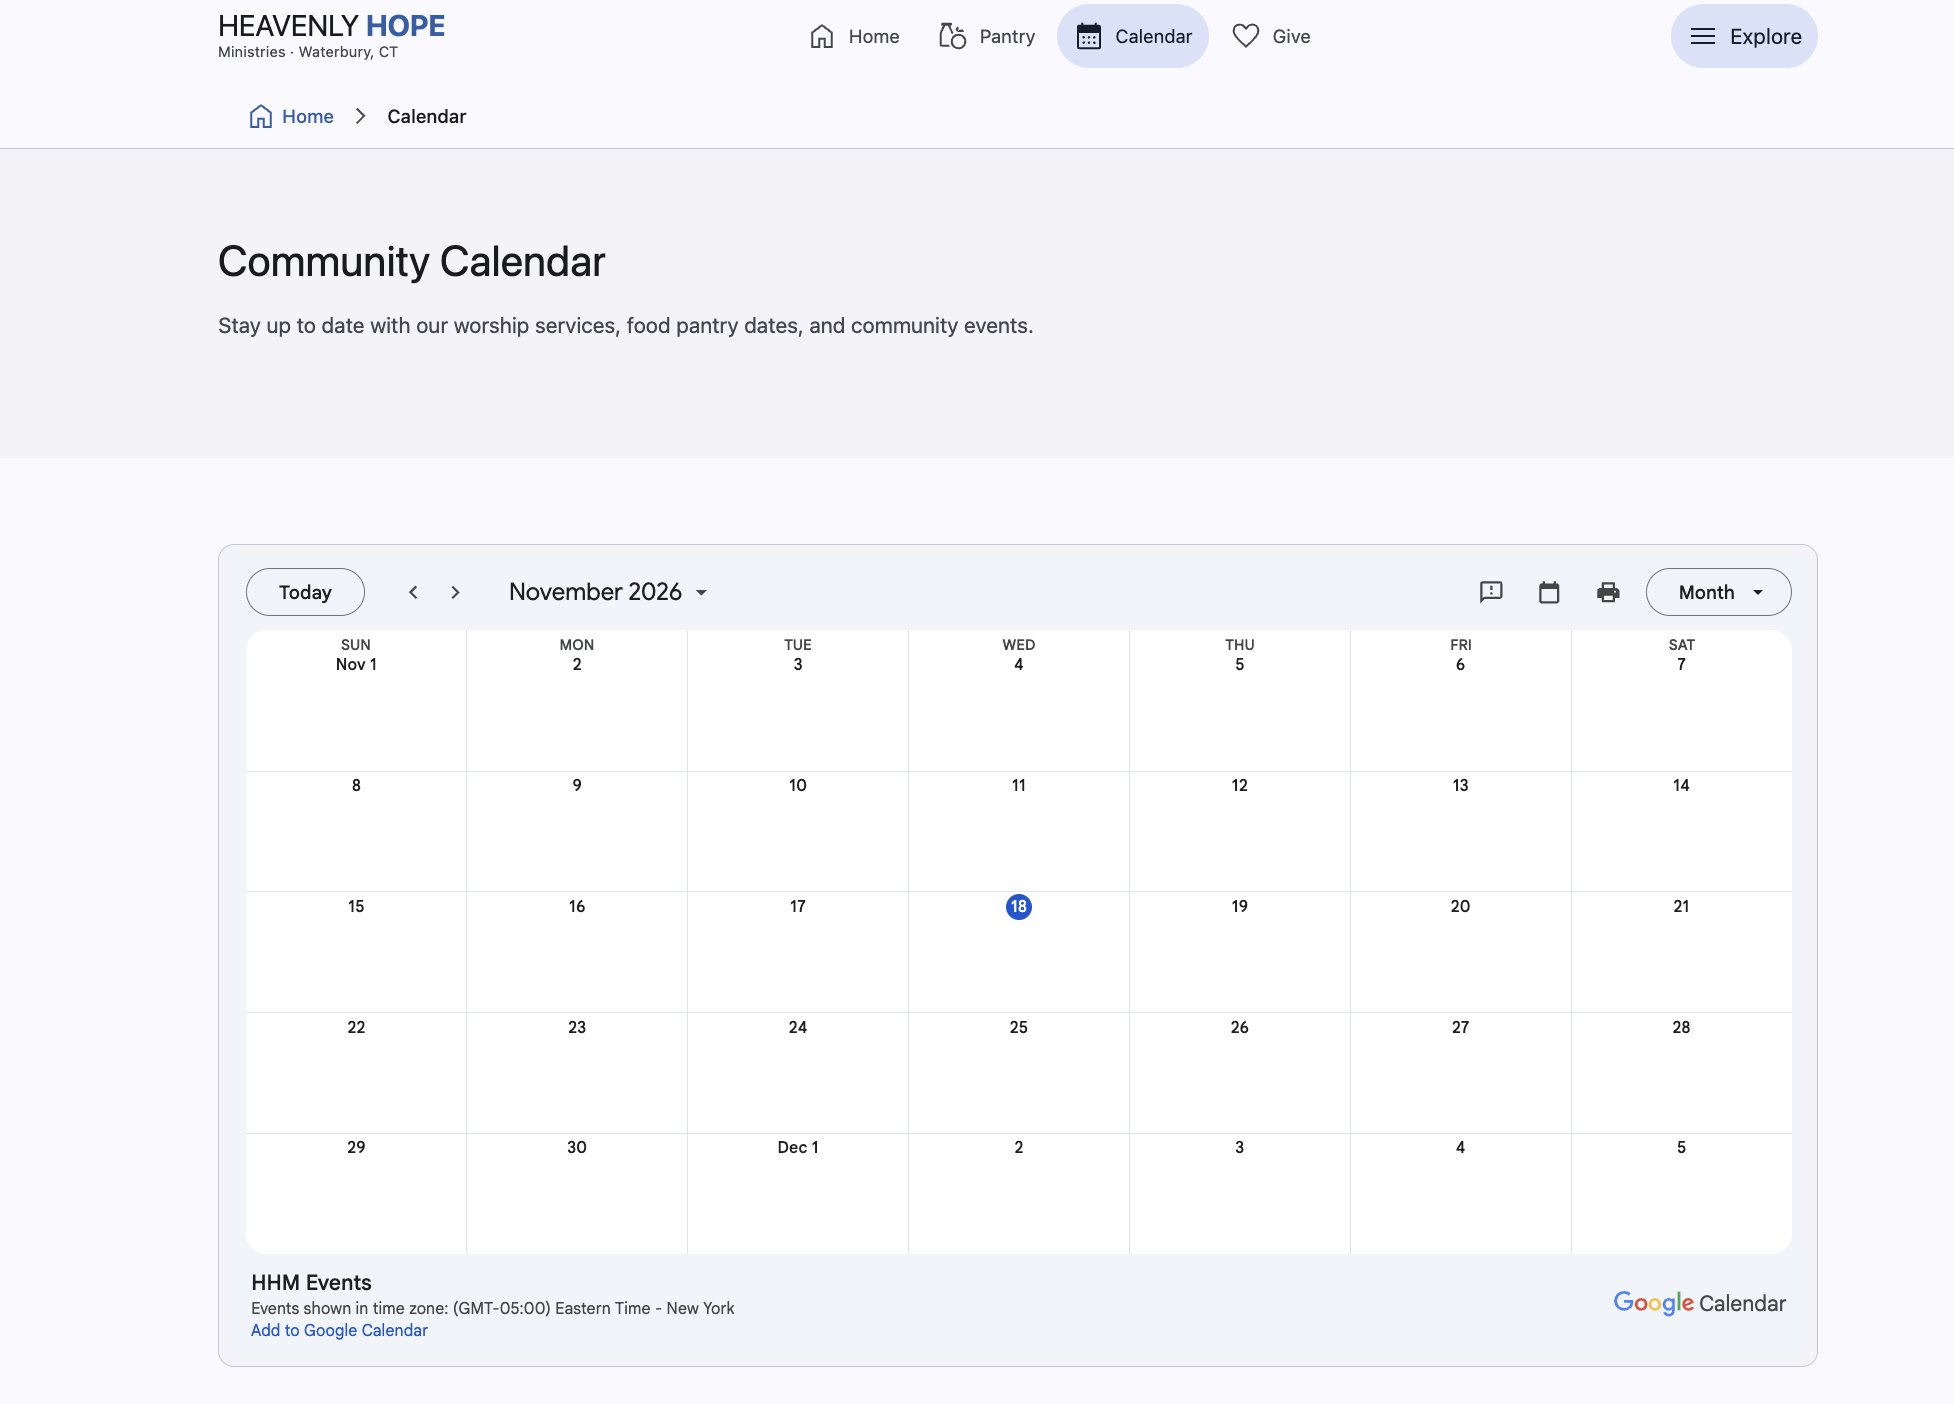 HEAVENLY HOPE
Ministries · Waterbury, CT
Home
Pantry
Calendar
Give
Explore
Home
Calendar
Community Calendar
Stay up to date with our worship services, food pantry dates, and community events.
Today
November 2026
Month
SUN MON TUE WED THU FRI SAT
Nov 1 2 3 4 5 6 7
8 9 10 11 12 13 14
15 16 17 18 19 20 21
22 23 24 25 26 27 28
29 30 Dec 1 2 3 4 5
HHM Events
Events shown in time zone: (GMT-05:00) Eastern Time - New York
Add to Google Calendar
Google Calendar